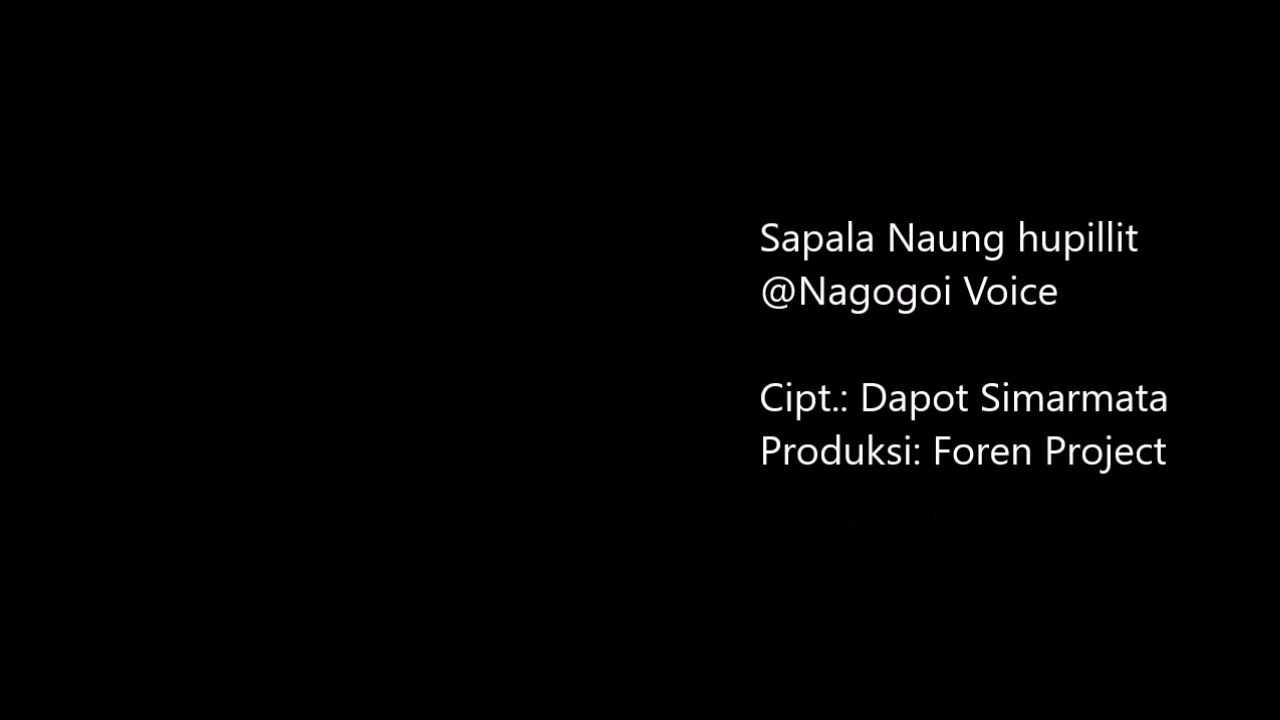 Sapala Naung hupillit
@Nagogoi Voice
Cipt.: Dapot Simarmata
Produksi: Foren Project